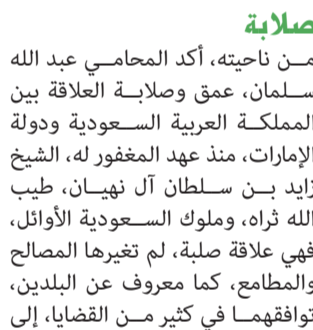 صلابة
من ناحيته، أكد المحامي عبد الله
سلمان، عمق وصلابة العلاقة بين
المملكة العربية السعودية ودولة
الإمارات، منذ عهد المغفور له، الشيخ
زايد بن سلطان آل نهيان، طيب
الله ثراه، وملوك السعودية الأوائل،
فهي علاقة صلبة، لم تغيرها المصالح
والمطامع، كما معروف عن البلدين،
توافقهما في كثير من القضايا، إلى